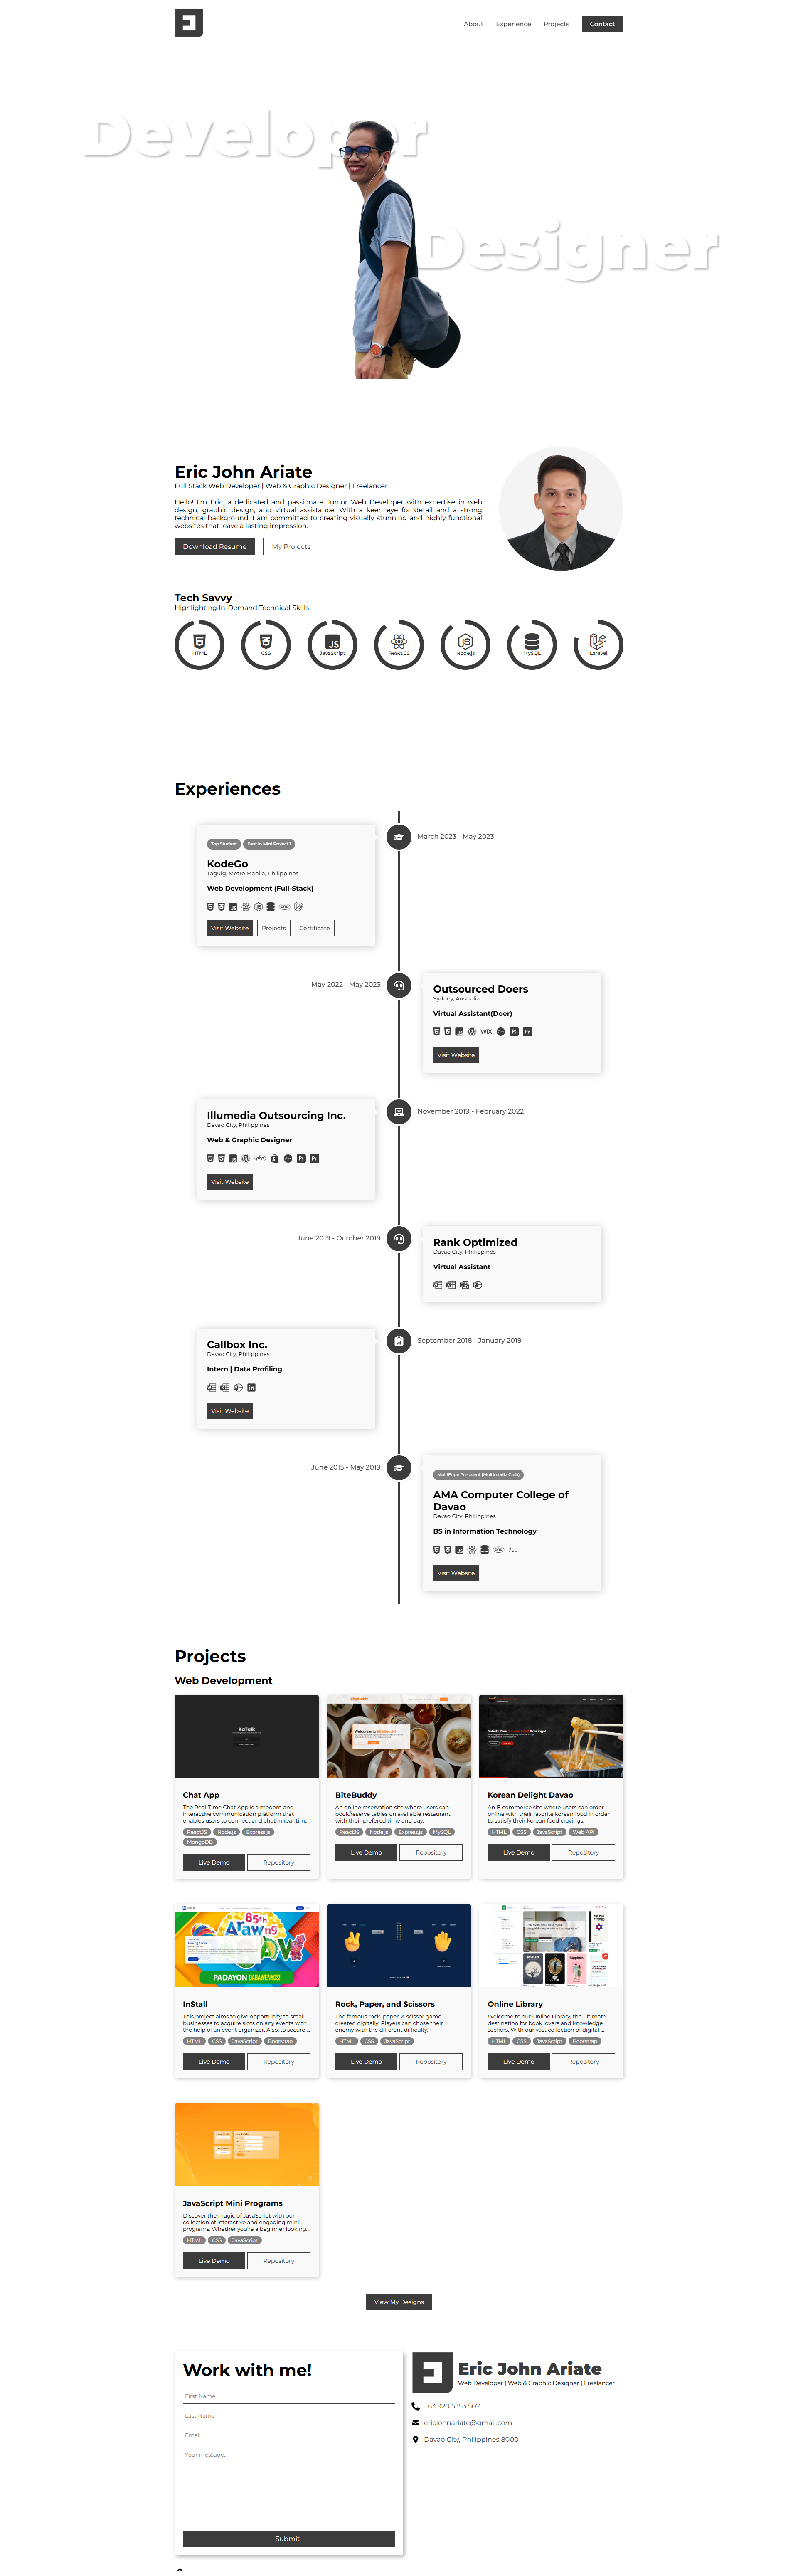 About Experience Projects Contact
Developer
Designer
Eric John Ariate
Full Stack Web Developer | Web & Graphic Designer | Freelancer
Hello! I'm Eric, a dedicated and passionate Junior Web Developer with expertise in web
design, graphic design, and virtual assistance. With a keen eye for detail and a strong
technical background, I am committed to creating visually stunning and highly functional
websites that leave a lasting impression.
Download Resume My Projects
Tech Savvy
Highlighting In-Demand Technical Skills
HTML CSS JavaScript React JS Node.js MySQL Laravel
Experiences
March 2023 - May 2023
Top Student Best in Mini Project 1
KodeGo
Taguig, Metro Manila, Philippines
Web Development (Full-Stack)
Visit Website Projects Certificate
May 2022 - May 2023
Outsourced Doers
Sydney, Australia
Virtual Assistant(Doer)
WiX
Visit Website
November 2019 - February 2022
Illumedia Outsourcing Inc.
Davao City, Philippines
Web & Graphic Designer
Visit Website
June 2019 - October 2019
Rank Optimized
Davao City, Philippines
Virtual Assistant
September 2018 - January 2019
Callbox Inc.
Davao City, Philippines
Intern | Data Profiling
Visit Website
June 2015 - May 2019
MultiEdge President (Multimedia Club)
AMA Computer College of
Davao
Davao City, Philippines
BS in Information Technology
Visit Website
Projects
Web Development
KaTalk
Chat App
The Real-Time Chat App is a modern and
interactive communication platform that
enables users to connect and chat in real-tim...
ReactJS Node.js Express.js
MongoDB
Live Demo Repository
Welcome to BiteBuddy
BiteBuddy
An online reservation site where users can
book/reserve tables on available restaurant
with their prefered time and day.
ReactJS Node.js Express.js MySQL
Live Demo Repository
Korean Delight Davao
An E-commerce site where users can order
online with their favorite korean food in order
to satisfy their korean food cravings.
HTML CSS JavaScript Web API
Live Demo Repository
85th
Araw ng
PADAYON DABAWENYOS!
InStall
This project aims to give opportunity to small
businesses to acquire slots on any events with
the help of an event organizer. Also, to secure ...
HTML CSS JavaScript Bootstrap
Live Demo Repository
Rock, Paper, and Scissors
The famous rock, paper, & scissor game
created digitally. Players can chose their
enemy with the different difficulty.
HTML CSS JavaScript
Live Demo Repository
Online Library
Welcome to our Online Library, the ultimate
destination for book lovers and knowledge
seekers. With our vast collection of digital ...
HTML CSS JavaScript Bootstrap
Live Demo Repository
JavaScript Mini Programs
Discover the magic of JavaScript with our
collection of interactive and engaging mini
programs. Whether you're a beginner looking...
HTML CSS JavaScript
Live Demo Repository
View My Designs
Work with me!
First Name
Last Name
Email
Your message...
Submit
Eric John Ariate
Web Developer | Web & Graphic Designer | Freelancer
+63 920 5353 507
ericjohnariate@gmail.com
Davao City, Philippines 8000